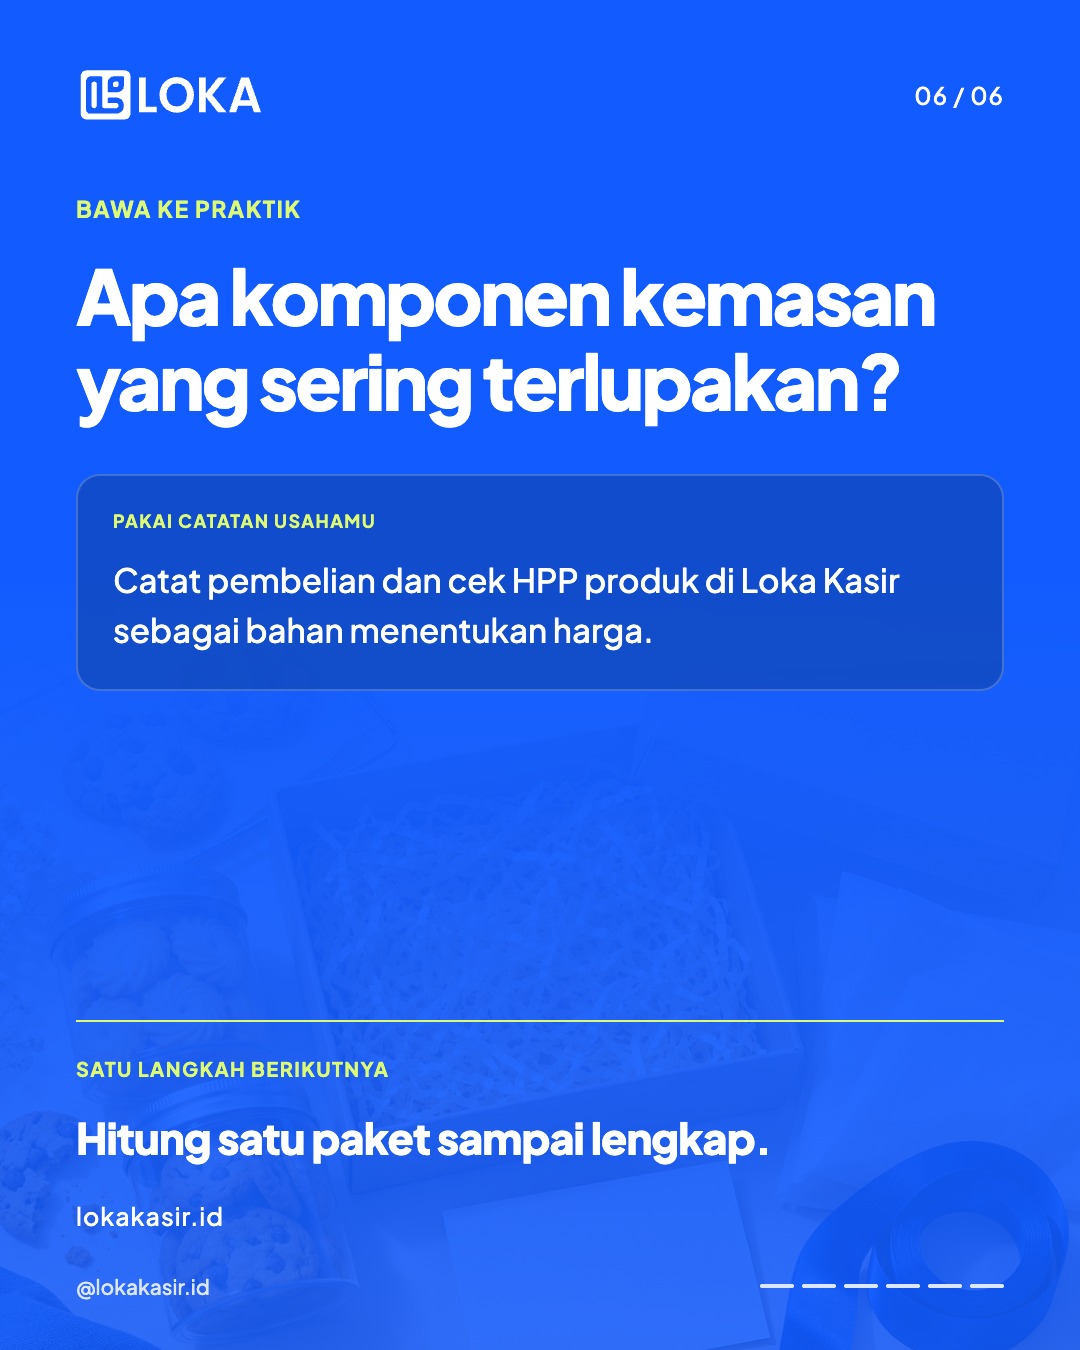 LOKA
06 / 06
BAWA KE PRAKTIK
Apa komponen kemasan
yang sering terlupakan?
PAKAI CATATAN USAHAMU
Catat pembelian dan cek HPP produk di Loka Kasir
sebagai bahan menentukan harga.
SATU LANGKAH BERIKUTNYA
Hitung satu paket sampai lengkap.
lokakasir.id
@lokakasir.id